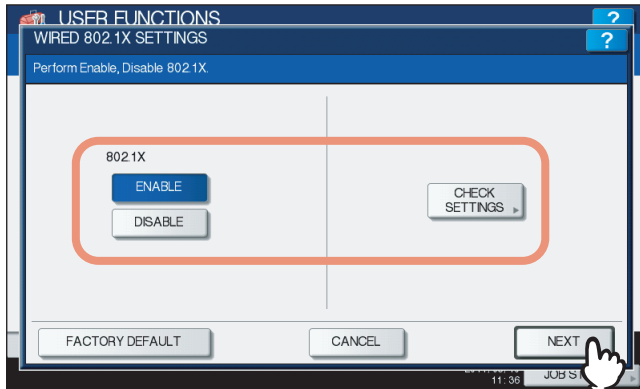 USER FUNCTIONS
?
WIRED 802.1X SETTINGS
?
Perform Enable, Disable 802.1X.
802.1X
ENABLE
DISABLE
CHECK
SETTINGS
FACTORY DEFAULT
CANCEL
NEXT
11:36